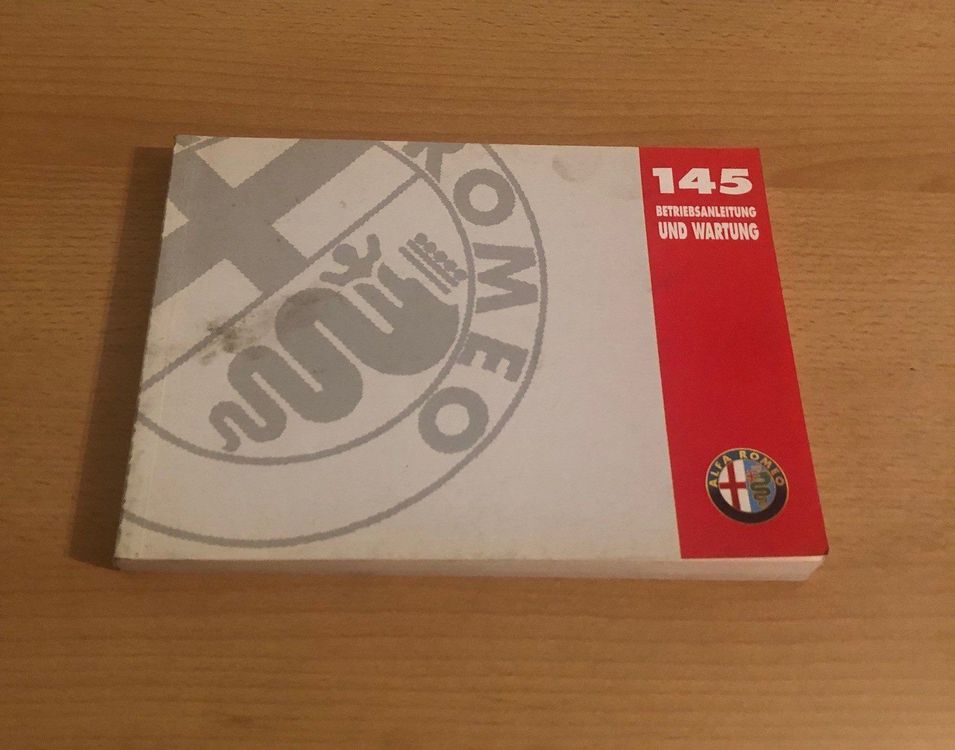 ROMEO
145
BETRIEBSANLEITUNG
UND WARTUNG
ALFA ROMEO